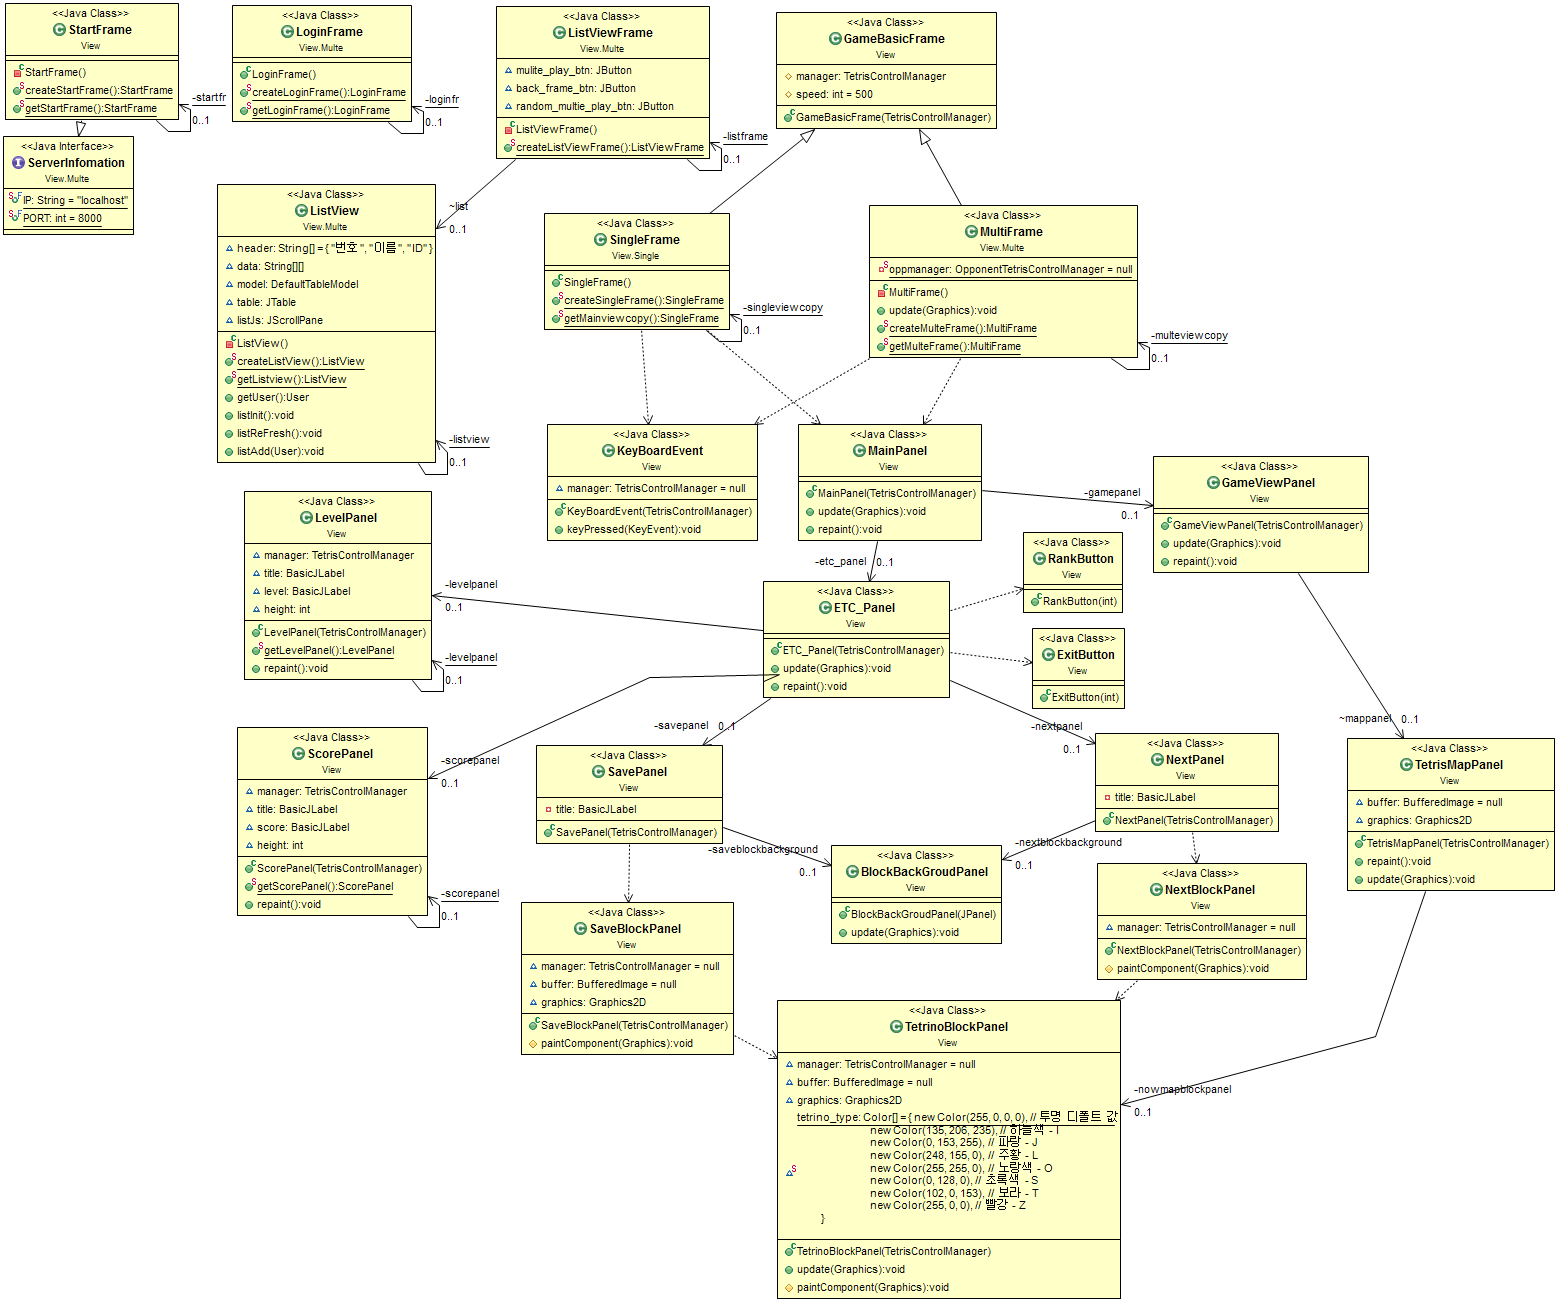 <<Java Class>>
StartFrame
View
StartFrame()
createStartFrame():StartFrame
getStartFrame():StartFrame
-startfr
0..1
<<Java Class>>
LoginFrame
View.Multe
LoginFrame()
createLoginFrame():LoginFrame
getLoginFrame():LoginFrame
-loginfr
0..1
<<Java Class>>
ListViewFrame
View.Multe
mulite_play_btn: JButton
back_frame_btn: JButton
random_multie_play_btn: JButton
ListViewFrame()
createListViewFrame():ListViewFrame
-listframe
0..1
<<Java Class>>
GameBasicFrame
View
manager: TetrisControlManager
speed: int = 500
GameBasicFrame(TetrisControlManager)
<<Java Interface>>
ServerInfomation
View.Multe
IP: String = "localhost"
PORT: int = 8000
<<Java Class>>
ListView
View.Multe
header: String[] = { "번호", "이름", "ID" }
data: String[][]
model: DefaultTableModel
table: JTable
listJs: JScrollPane
ListView()
createListView():ListView
getListview():ListView
getUser():User
listInit():void
listReFresh():void
listAdd(User):void
~list
0..1
-listview
0..1
<<Java Class>>
SingleFrame
View.Single
SingleFrame()
createSingleFrame():SingleFrame
getMainviewcopy():SingleFrame
-singleviewcopy
0..1
<<Java Class>>
MultiFrame
View.Multe
oppmanager: OpponentTetrisControlManager = null
MultiFrame()
update(Graphics):void
createMulteFrame():MultiFrame
getMulteFrame():MultiFrame
-multeviewcopy
0..1
<<Java Class>>
KeyBoardEvent
View
manager: TetrisControlManager = null
KeyBoardEvent(TetrisControlManager)
keyPressed(KeyEvent):void
<<Java Class>>
MainPanel
View
MainPanel(TetrisControlManager)
update(Graphics):void
repaint():void
-gamepanel
0..1
<<Java Class>>
GameViewPanel
View
GameViewPanel(TetrisControlManager)
update(Graphics):void
repaint():void
<<Java Class>>
LevelPanel
View
manager: TetrisControlManager
title: BasicJLabel
level: BasicJLabel
height: int
LevelPanel(TetrisControlManager)
getLevelPanel():LevelPanel
repaint():void
-levelpanel
0..1
-levelpanel
0..1
-etc_panel
0..1
<<Java Class>>
ETC_Panel
View
ETC_Panel(TetrisControlManager)
update(Graphics):void
repaint():void
<<Java Class>>
RankButton
View
RankButton(int)
<<Java Class>>
ExitButton
View
ExitButton(int)
<<Java Class>>
ScorePanel
View
manager: TetrisControlManager
title: BasicJLabel
score: BasicJLabel
height: int
ScorePanel(TetrisControlManager)
getScorePanel():ScorePanel
repaint():void
-scorepanel
0..1
-scorepanel
0..1
-savepanel
0..1
<<Java Class>>
SavePanel
View
title: BasicJLabel
SavePanel(TetrisControlManager)
-nextpanel
0..1
<<Java Class>>
NextPanel
View
title: BasicJLabel
NextPanel(TetrisControlManager)
~mappanel
0..1
<<Java Class>>
TetrisMapPanel
View
buffer: BufferedImage = null
graphics: Graphics2D
TetrisMapPanel(TetrisControlManager)
repaint():void
update(Graphics):void
-saveblockbackground
0..1
-nextblockbackground
0..1
<<Java Class>>
BlockBackGroudPanel
View
BlockBackGroudPanel(JPanel)
update(Graphics):void
<<Java Class>>
NextBlockPanel
View
manager: TetrisControlManager = null
NextBlockPanel(TetrisControlManager)
paintComponent(Graphics):void
<<Java Class>>
SaveBlockPanel
View
manager: TetrisControlManager = null
buffer: BufferedImage = null
graphics: Graphics2D
SaveBlockPanel(TetrisControlManager)
paintComponent(Graphics):void
<<Java Class>>
TetrinoBlockPanel
View
manager: TetrisControlManager = null
buffer: BufferedImage = null
graphics: Graphics2D
tetrino_type: Color[] = { new Color(255, 0, 0, 0), // 투명 디폴트 값
new Color(135, 206, 235), // 하늘색 - I
new Color(0, 153, 255), // 파랑 - J
new Color(248, 155, 0), // 주황 - L
new Color(255, 255, 0), // 노랑색 - O
new Color(0, 128, 0), // 초록색 - S
new Color(102, 0, 153), // 보라 - T
new Color(255, 0, 0), // 빨강 - Z
}
TetrinoBlockPanel(TetrisControlManager)
update(Graphics):void
paintComponent(Graphics):void
-nowmapblockpanel
0..1